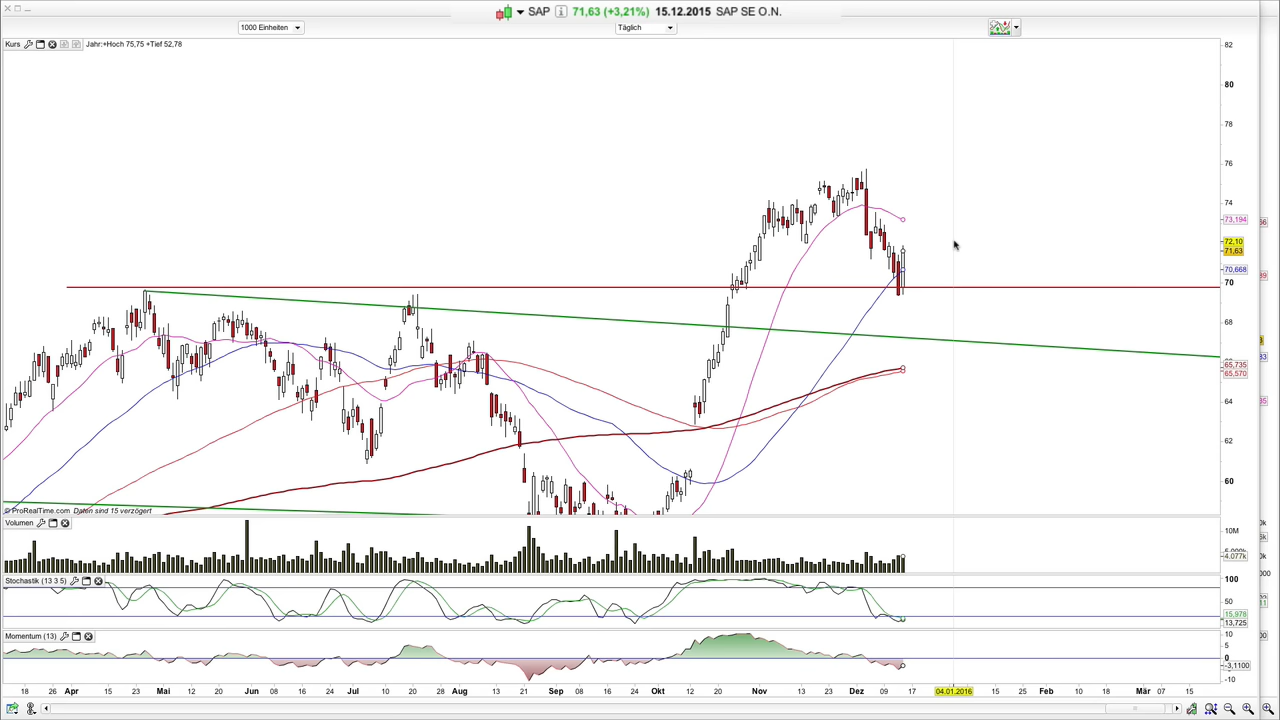 SAP 71,63 (+3,21%) 15.12.2015 SAP SE O.N.
1000 Einheiten Täglich
Kurs Jahr:+Hoch 75,75 +Tief 52,78
82
80
78
76
74
73,194
72,10
71,63
70,668
70
68
65,735
65,570
64
62
60
© ProRealTime.com Daten sind 15 verzögert
Volumen
10M
4.077k
Stochastik (13 3 5)
100
50
15,978
13,725
Momentum (13)
10
5
0
-3,1100
-10
18 Apr 15 23 Mai 15 26 Jun 08 16 24 Jul 10 20 28 Aug 13 21 Sep 08 16 24 Okt 12 20 Nov 13 23 Dez 09 17 04.01.2016 15 25 Feb 10 18 Mär 07 15